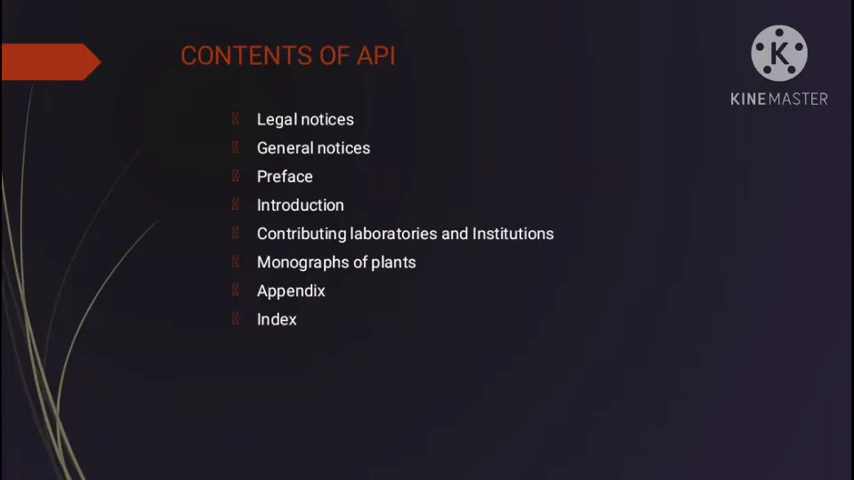 CONTENTS OF API
K
KINEMASTER
Legal notices
General notices
Preface
Introduction
Contributing laboratories and Institutions
Monographs of plants
Appendix
Index